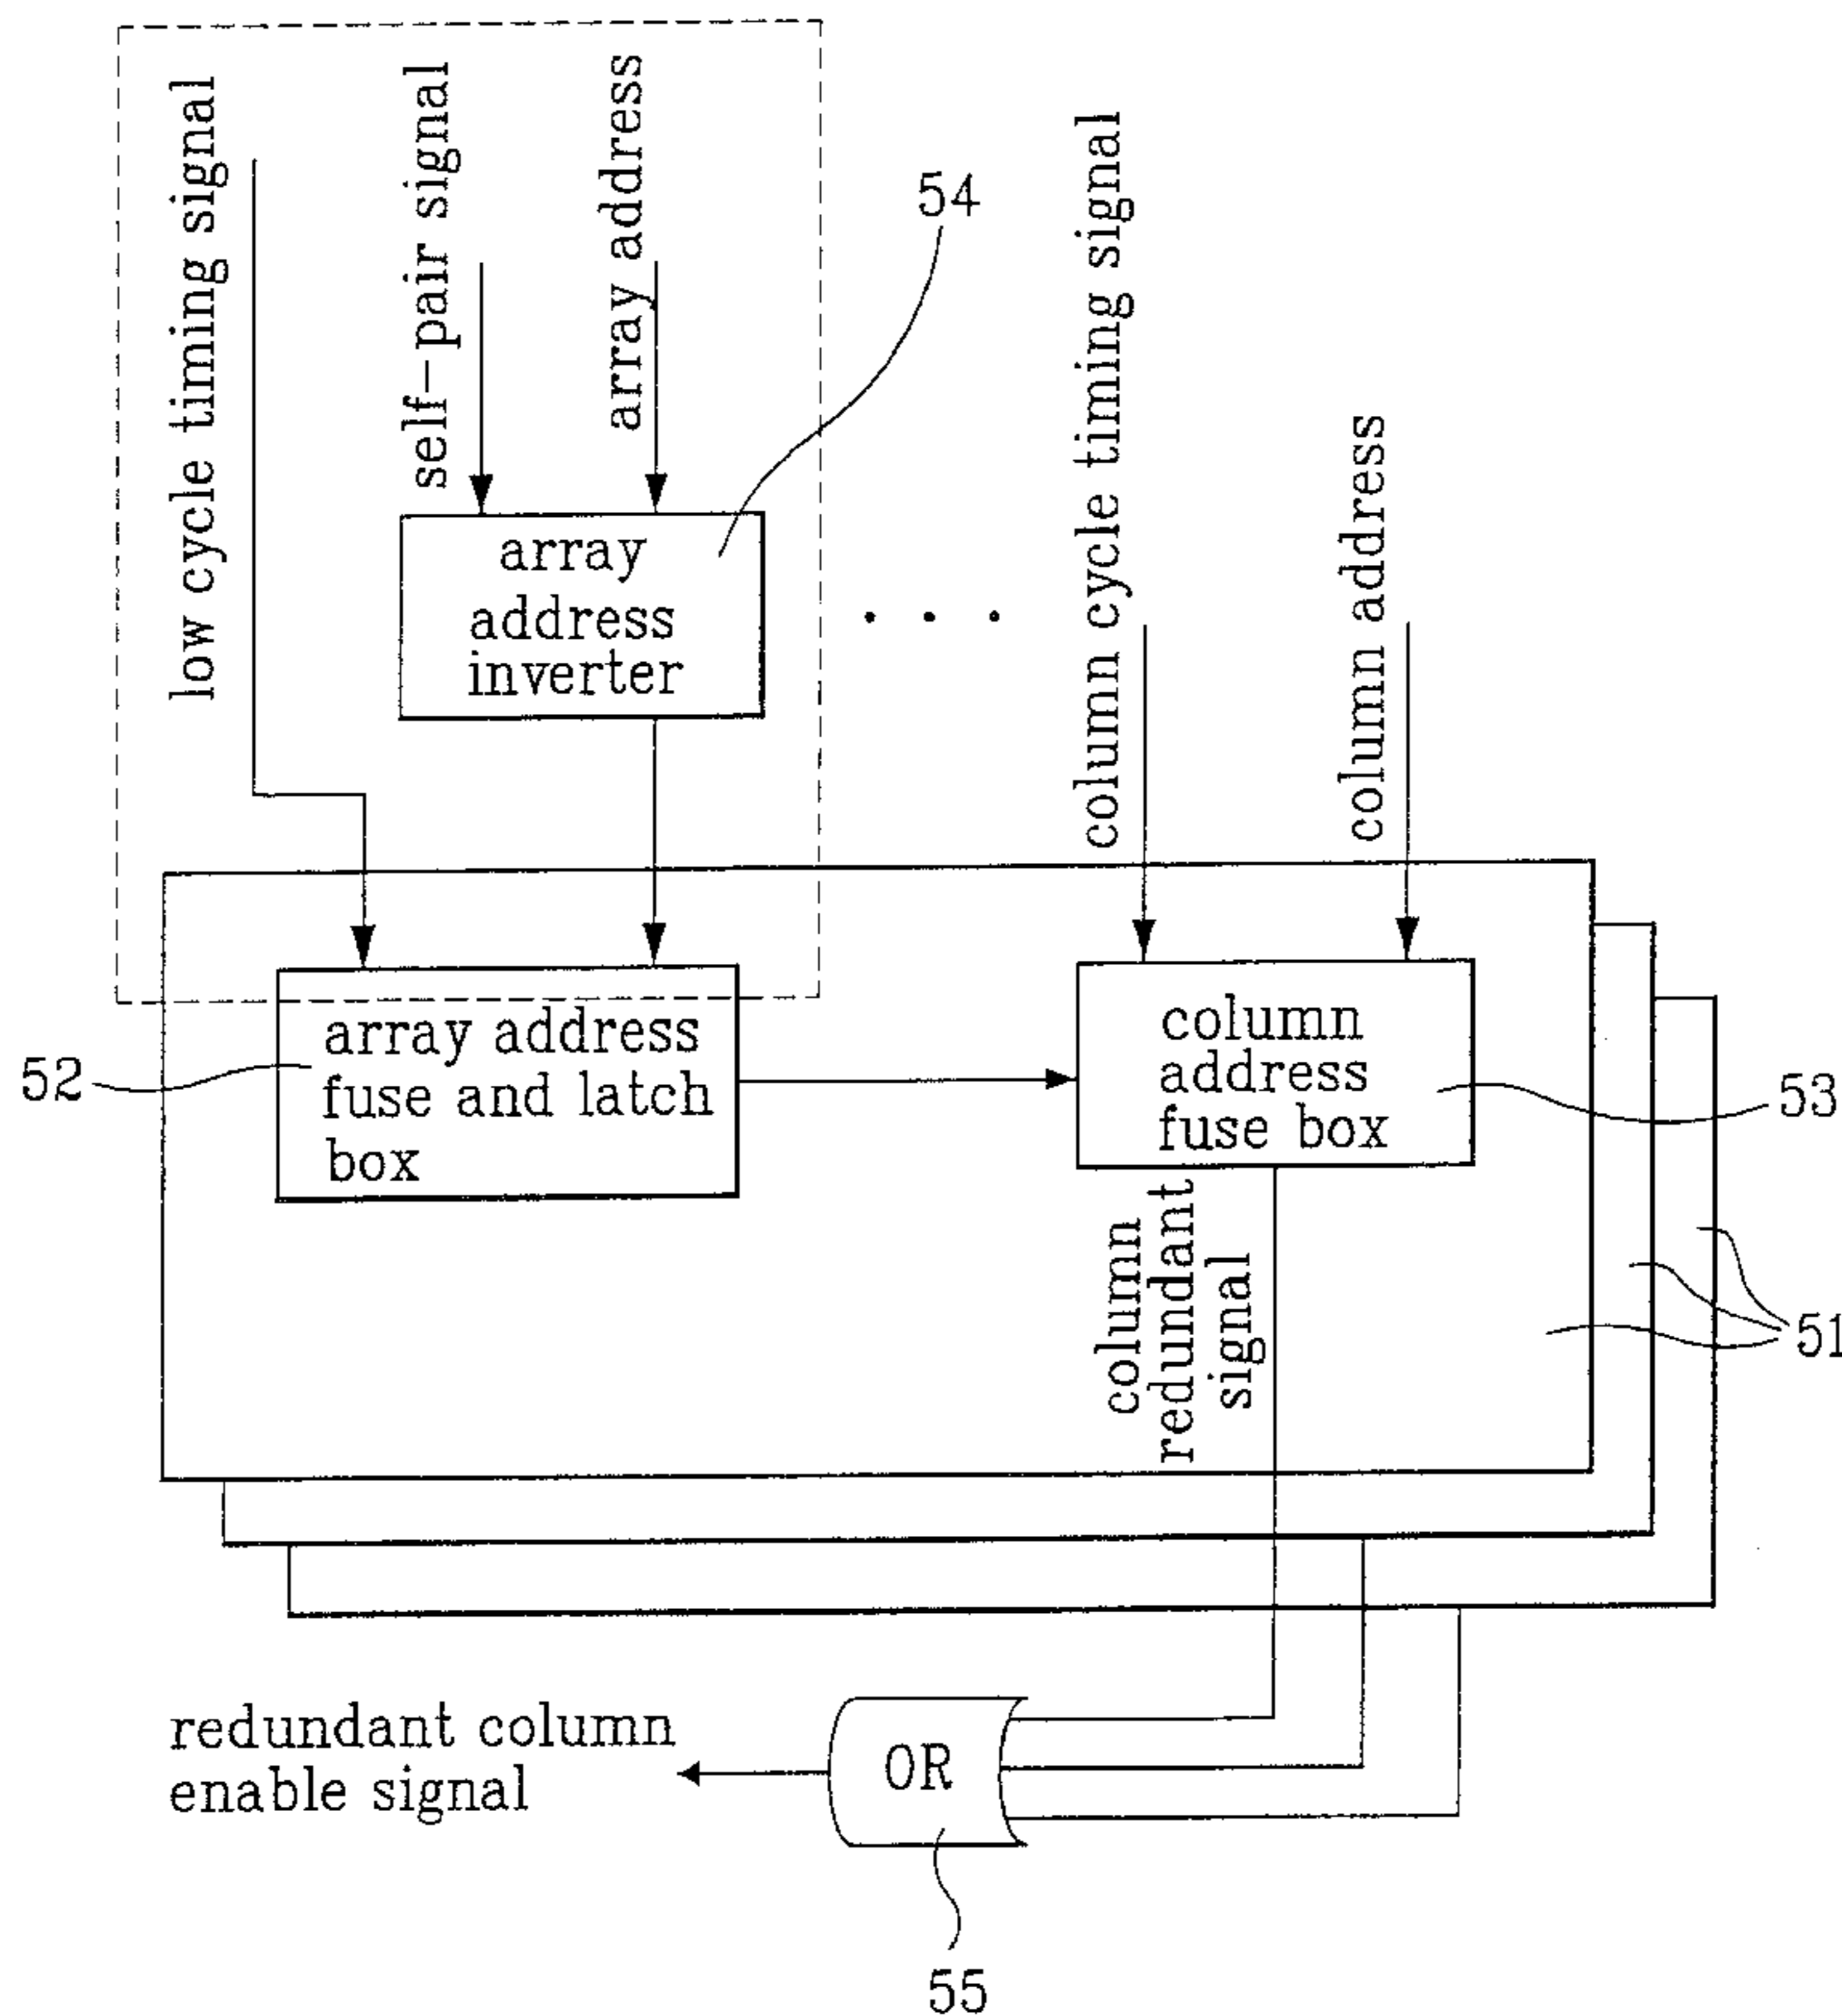 low cycle timing signal
self-pair signal
array address
54
column cycle timing signal
column address
array
address
inverter
. . .
array address
fuse and latch
box
52
column
address
fuse box
53
column
redundant
signal
51
redundant column
enable signal
OR
55